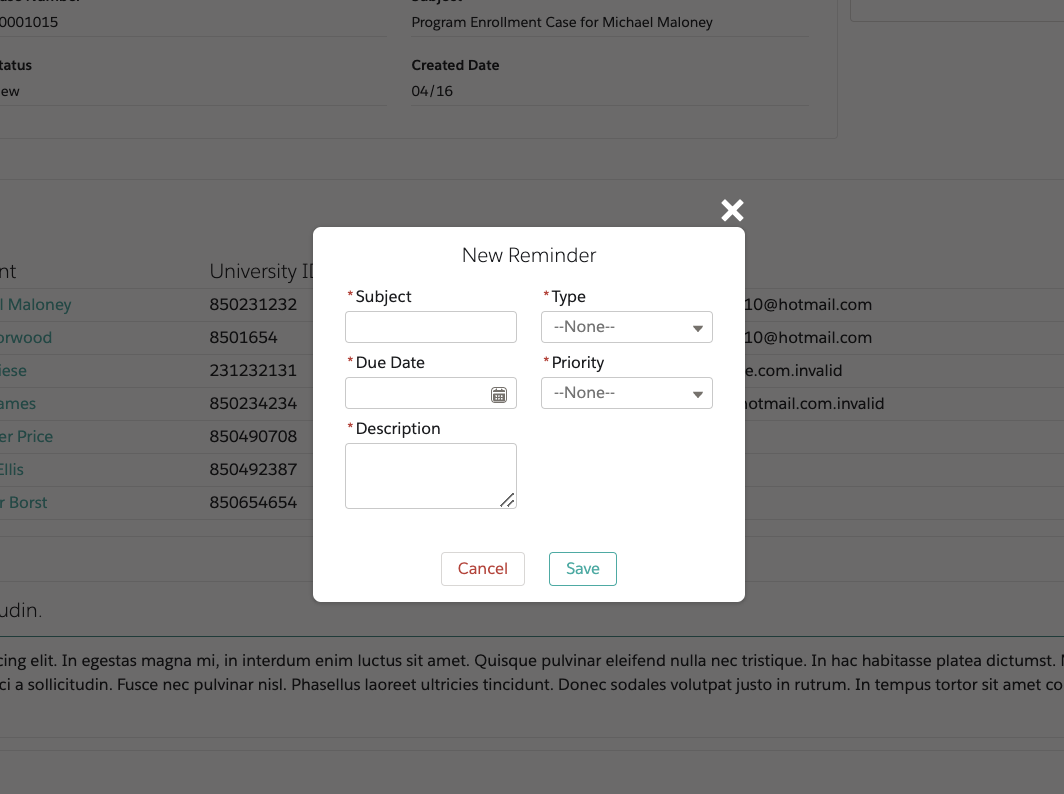 0001015
Program Enrollment Case for Michael Maloney
tatus
Created Date
ew
04/16
New Reminder
*Subject
*Type
--None--
*Due Date
*Priority
--None--
*Description
Cancel
Save
nt
University ID
l Maloney
850231232
10@hotmail.com
orwood
8501654
10@hotmail.com
iese
231232131
e.com.invalid
ames
850234234
hotmail.com.invalid
er Price
850490708
Ellis
850492387
r Borst
850654654
udin.
cing elit. In egestas magna mi, in interdum enim luctus sit amet. Quisque pulvinar eleifend nulla nec tristique. In hac habitasse platea dictumst.
ci a sollicitudin. Fusce nec pulvinar nisl. Phasellus laoreet ultricies tincidunt. Donec sodales volutpat justo in rutrum. In tempus tortor sit amet co